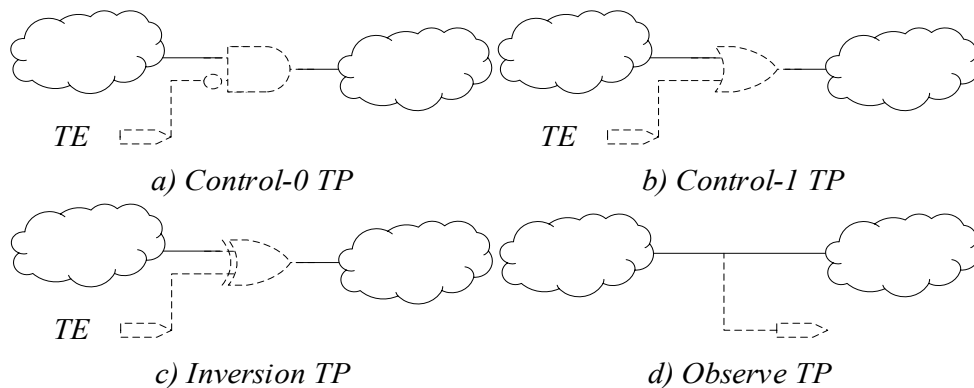 TE
TE
a) Control-0 TP
b) Control-1 TP
TE
c) Inversion TP
d) Observe TP